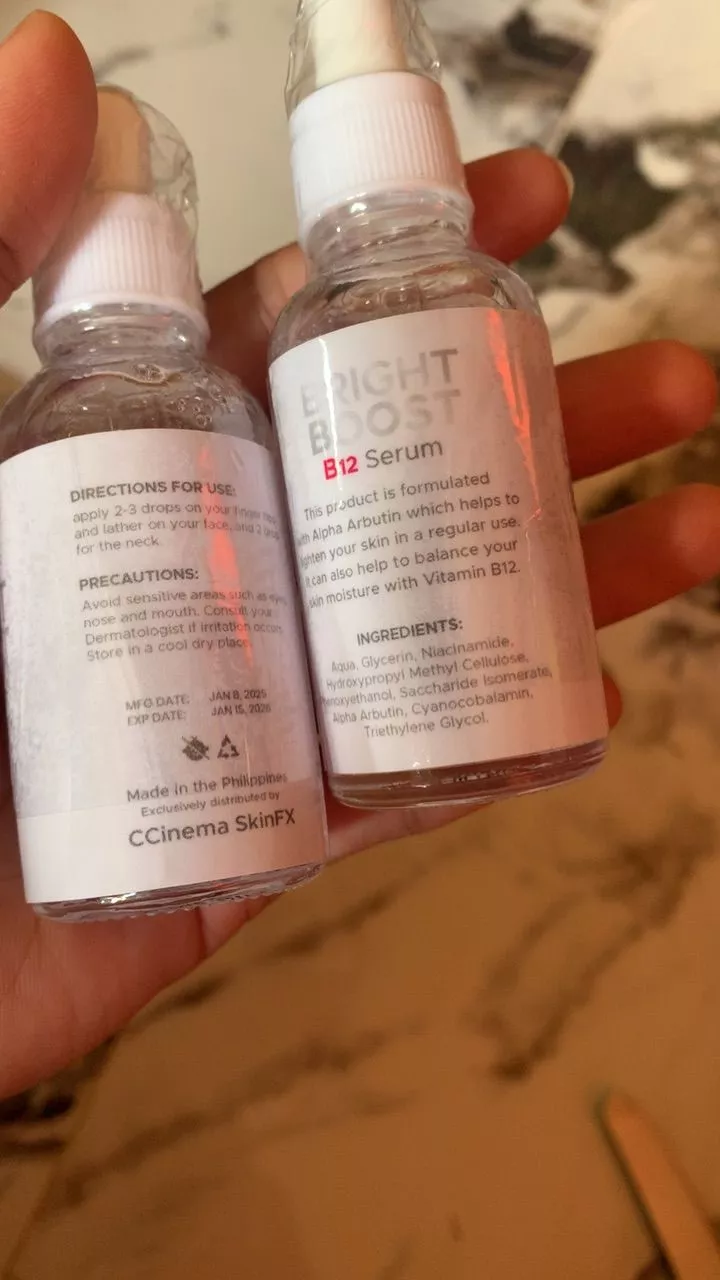 DIRECTIONS FOR USE:
apply 2-3 drops on your finger
and lather on your face, and 2
for the neck.
PRECAUTIONS:
Avoid sensitive areas such as eyes,
nose and mouth. Consult your
Dermatologist if irritation occurs.
Store in a cool dry place.
MFG DATE: JAN 8, 2025
EXP DATE: JAN 15, 2026
Made in the Philippines
Exclusively distributed by
CCinema SkinFX
BRIGHT
BOOST
B12 Serum
This product is formulated
with Alpha Arbutin which helps to
lighten your skin in a regular use.
It can also help to balance your
skin moisture with Vitamin B12.
INGREDIENTS:
Aqua, Glycerin, Niacinamide,
Hydroxypropyl Methyl Cellulose,
Phenoxyethanol, Saccharide Isomerate,
Alpha Arbutin, Cyanocobalamin,
Triethylene Glycol.